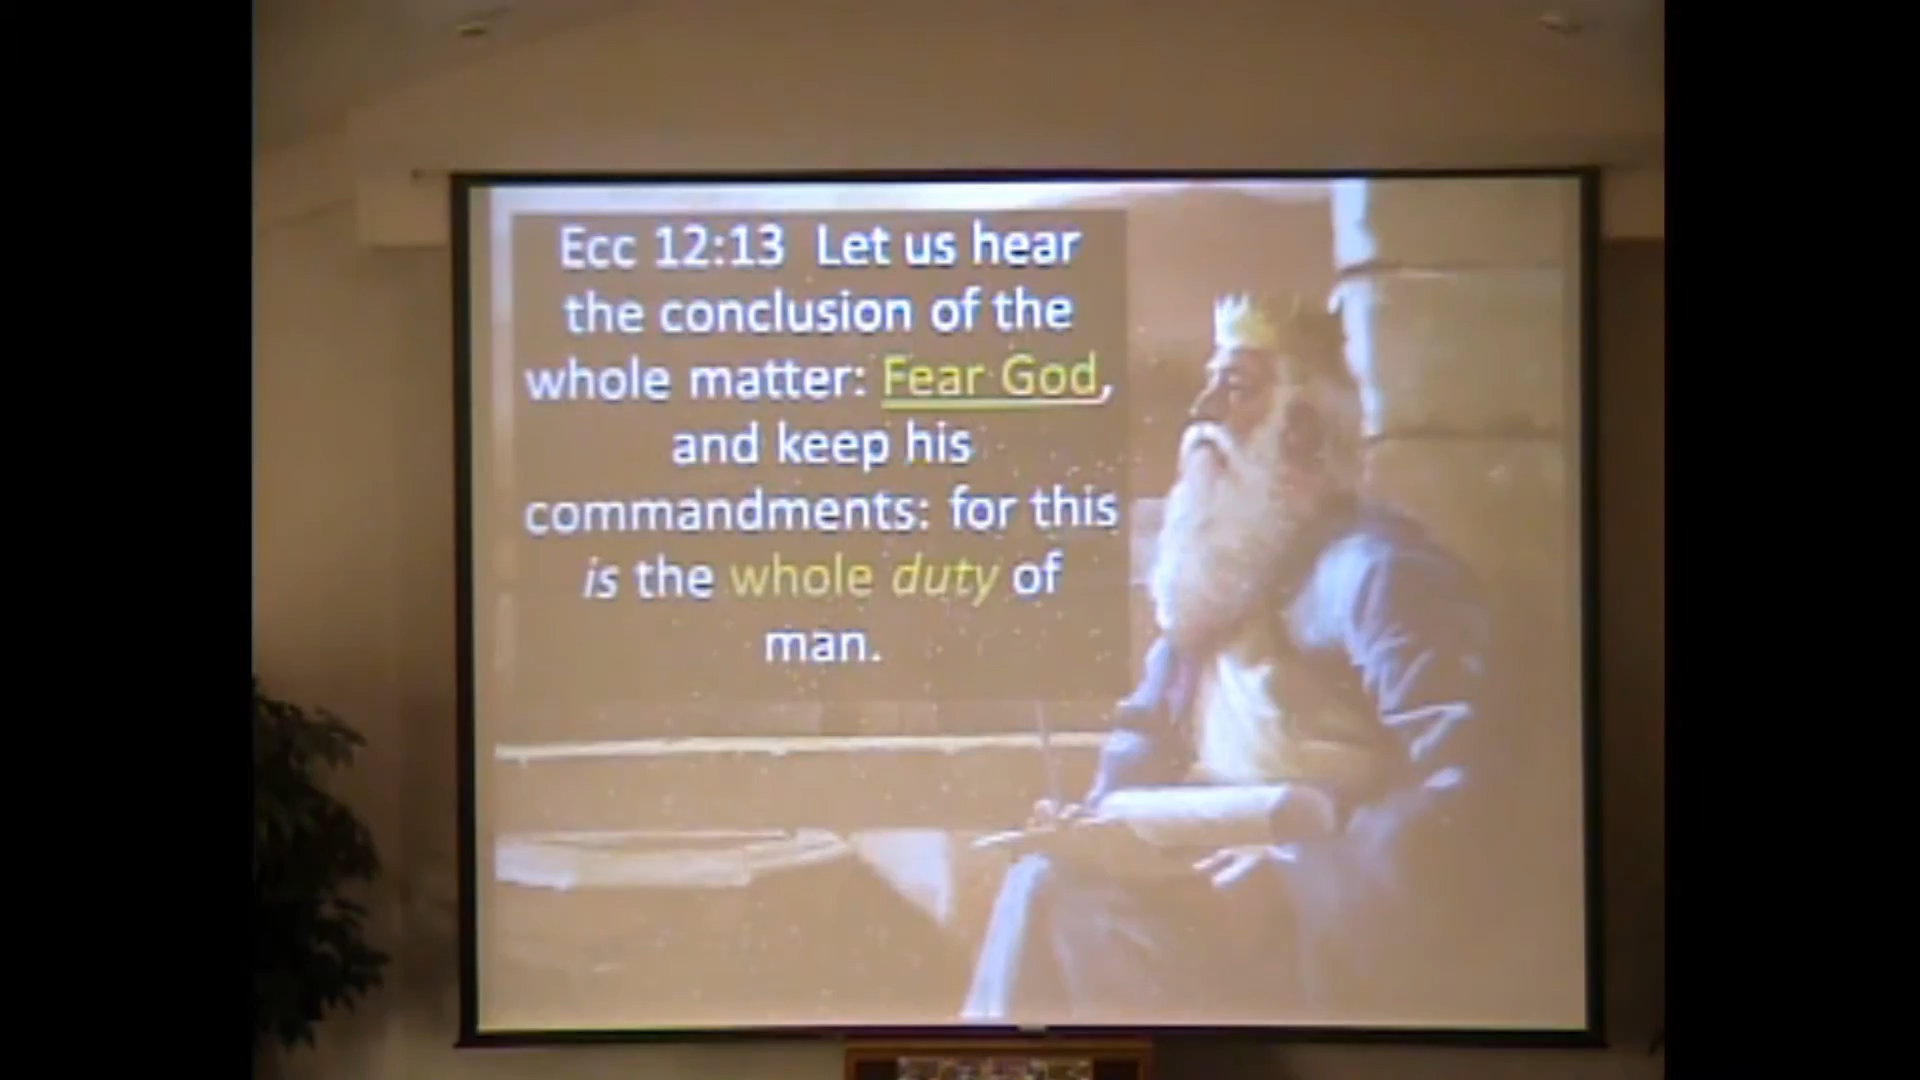 Ecc 12:13 Let us hear
the conclusion of the
whole matter: Fear God,
and keep his
commandments: for this
is the whole duty of
man.